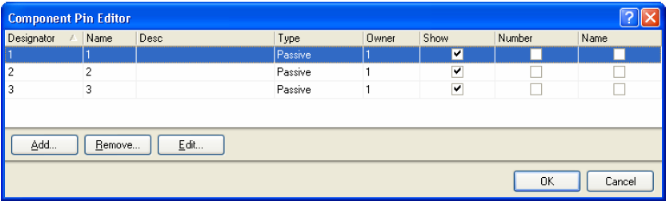 Component Pin Editor
Designator Name Desc Type Owner Show Number Name
1 1 Passive 1
2 2 Passive 1
3 3 Passive 1
Add... Remove... Edit...
OK Cancel